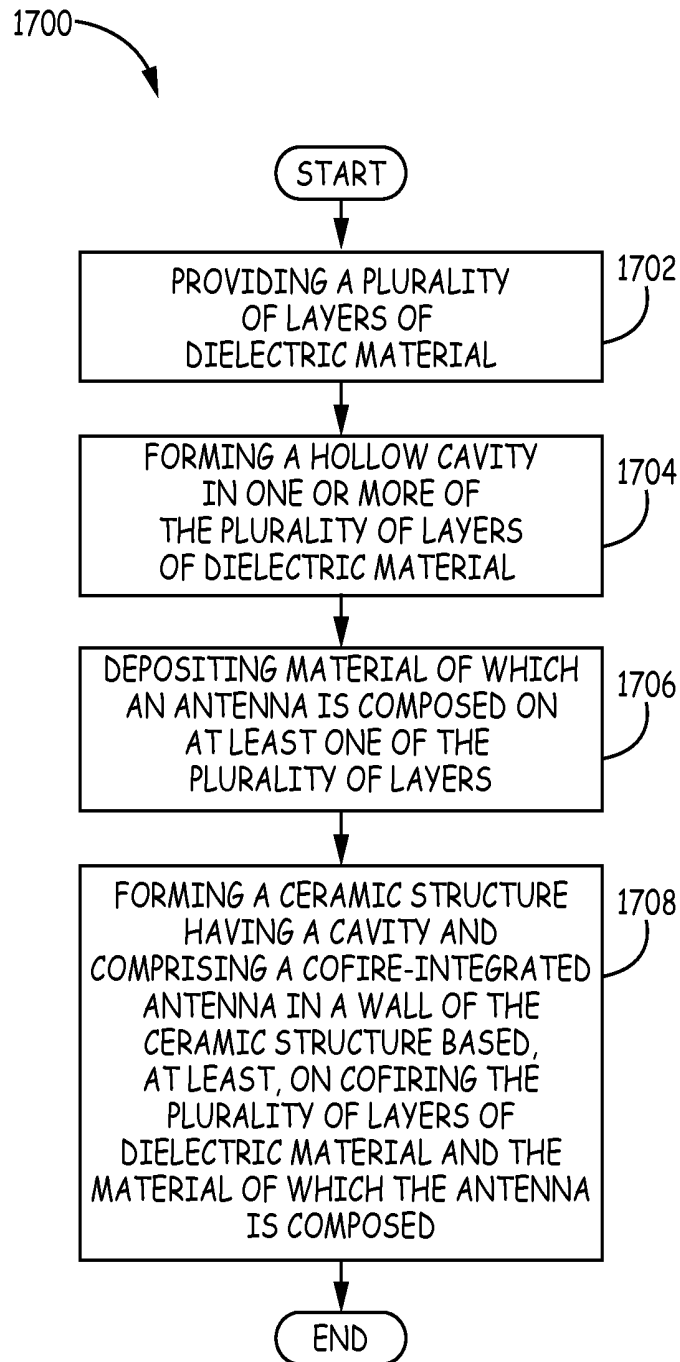 1700
START
PROVIDING A PLURALITY
OF LAYERS OF
DIELECTRIC MATERIAL
1702
FORMING A HOLLOW CAVITY
IN ONE OR MORE OF
THE PLURALITY OF LAYERS
OF DIELECTRIC MATERIAL
1704
DEPOSITING MATERIAL OF WHICH
AN ANTENNA IS COMPOSED ON
AT LEAST ONE OF THE
PLURALITY OF LAYERS
1706
FORMING A CERAMIC STRUCTURE
HAVING A CAVITY AND
COMPRISING A COFIRE-INTEGRATED
ANTENNA IN A WALL OF THE
CERAMIC STRUCTURE BASED,
AT LEAST, ON COFIRING THE
PLURALITY OF LAYERS OF
DIELECTRIC MATERIAL AND THE
MATERIAL OF WHICH THE ANTENNA
IS COMPOSED
1708
END